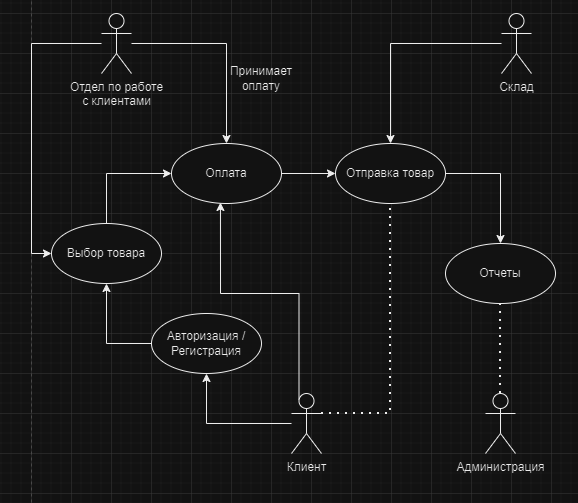 Отдел по работе
с клиентами
Принимает
оплату
Склад
Оплата
Отправка товар
Выбор товара
Отчеты
Авторизация /
Регистрация
Клиент
Администрация